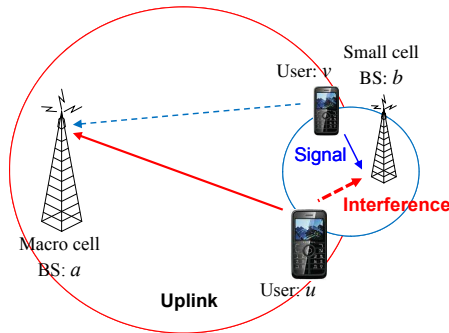 User: v
Small cell
BS: b
Signal
Interference
Macro cell
BS: a
Uplink
User: u